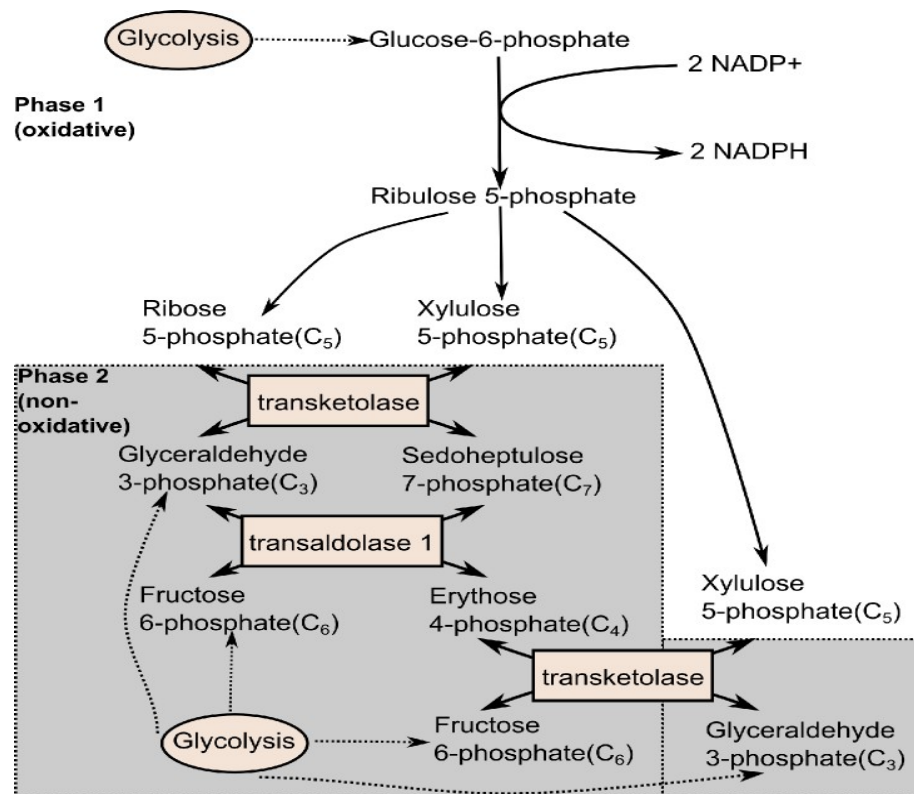 Glycolysis
Glucose-6-phosphate
2 NADP+
Phase 1
(oxidative)
2 NADPH
Ribulose 5-phosphate
Ribose
5-phosphate(C₅)
Xylulose
5-phosphate(C₅)
Phase 2
(non-
oxidative)
transketolase
Glyceraldehyde
3-phosphate(C₃)
Sedoheptulose
7-phosphate(C₇)
transaldolase 1
Fructose
6-phosphate(C₆)
Erythose
4-phosphate(C₄)
Xylulose
5-phosphate(C₅)
transketolase
Glycolysis
Fructose
6-phosphate(C₆)
Glyceraldehyde
3-phosphate(C₃)